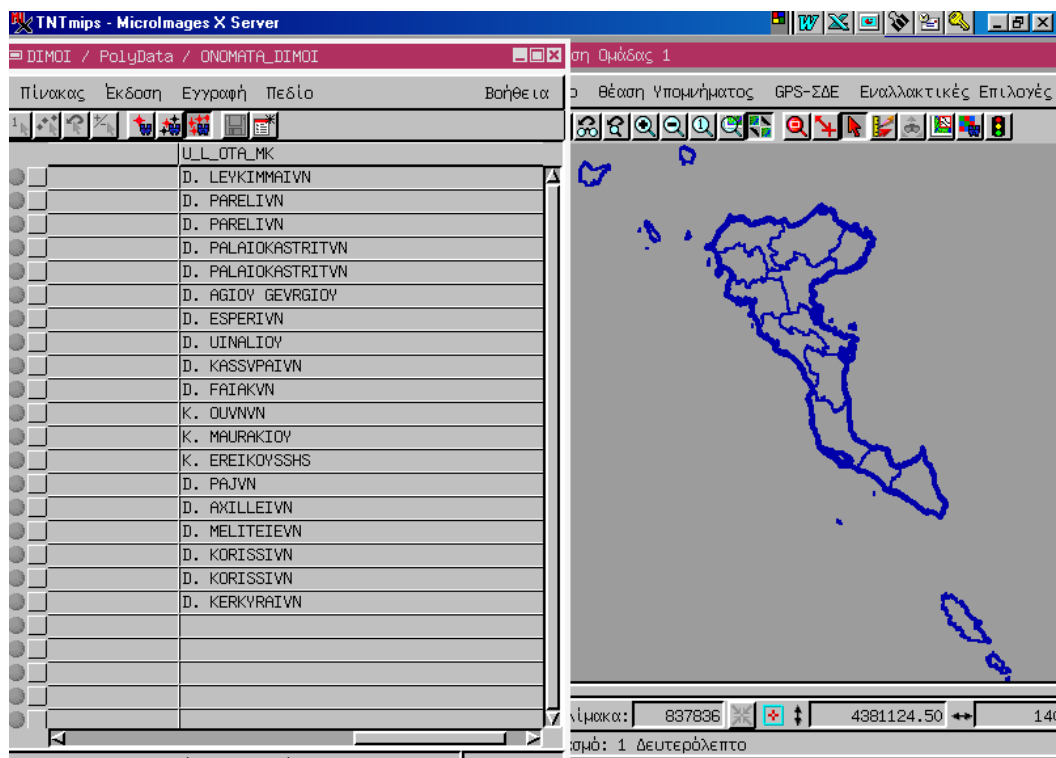 TNTmips - MicroImages X Server
DIMOI / PolyData / ONOMATA_DIMOI
Πίνακας Έκδοση Εγγραφή Πεδίο Βοήθεια
U_L_OTA_MK
D. LEYKIMMAIVN
D. PARELIVN
D. PARELIVN
D. PALAIOKASTRITVN
D. PALAIOKASTRITVN
D. AGIOY GEVRGIOY
D. ESPERIVN
D. UINALIOY
D. KASSVPAIVN
D. FAIAKVN
K. OUVNVN
K. MAURAKIOY
K. EREIKOYSSHS
D. PAJVN
D. AXILLEIVN
D. MELITEIEVN
D. KORISSIVN
D. KORISSIVN
D. KERKYRAIVN
ση Ομάδας 1
ο θέαση Υπομνήματος GPS-ΣΔΕ Εναλλακτικές Επιλογές
λίμακα: 837836 4381124.50 140
σμό: 1 Δευτερόλεπτο